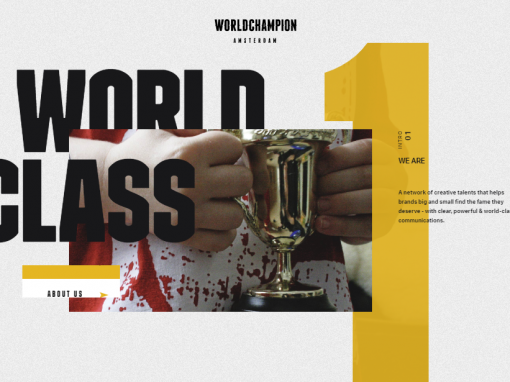 WORLDCHAMPION
AMSTERDAM
WORLD
CLASS
1
INTRO
01
WE ARE
A network of creative talents that helps
brands big and small find the fame they
deserve - with clear, powerful & world-cla
communications.
ABOUT US